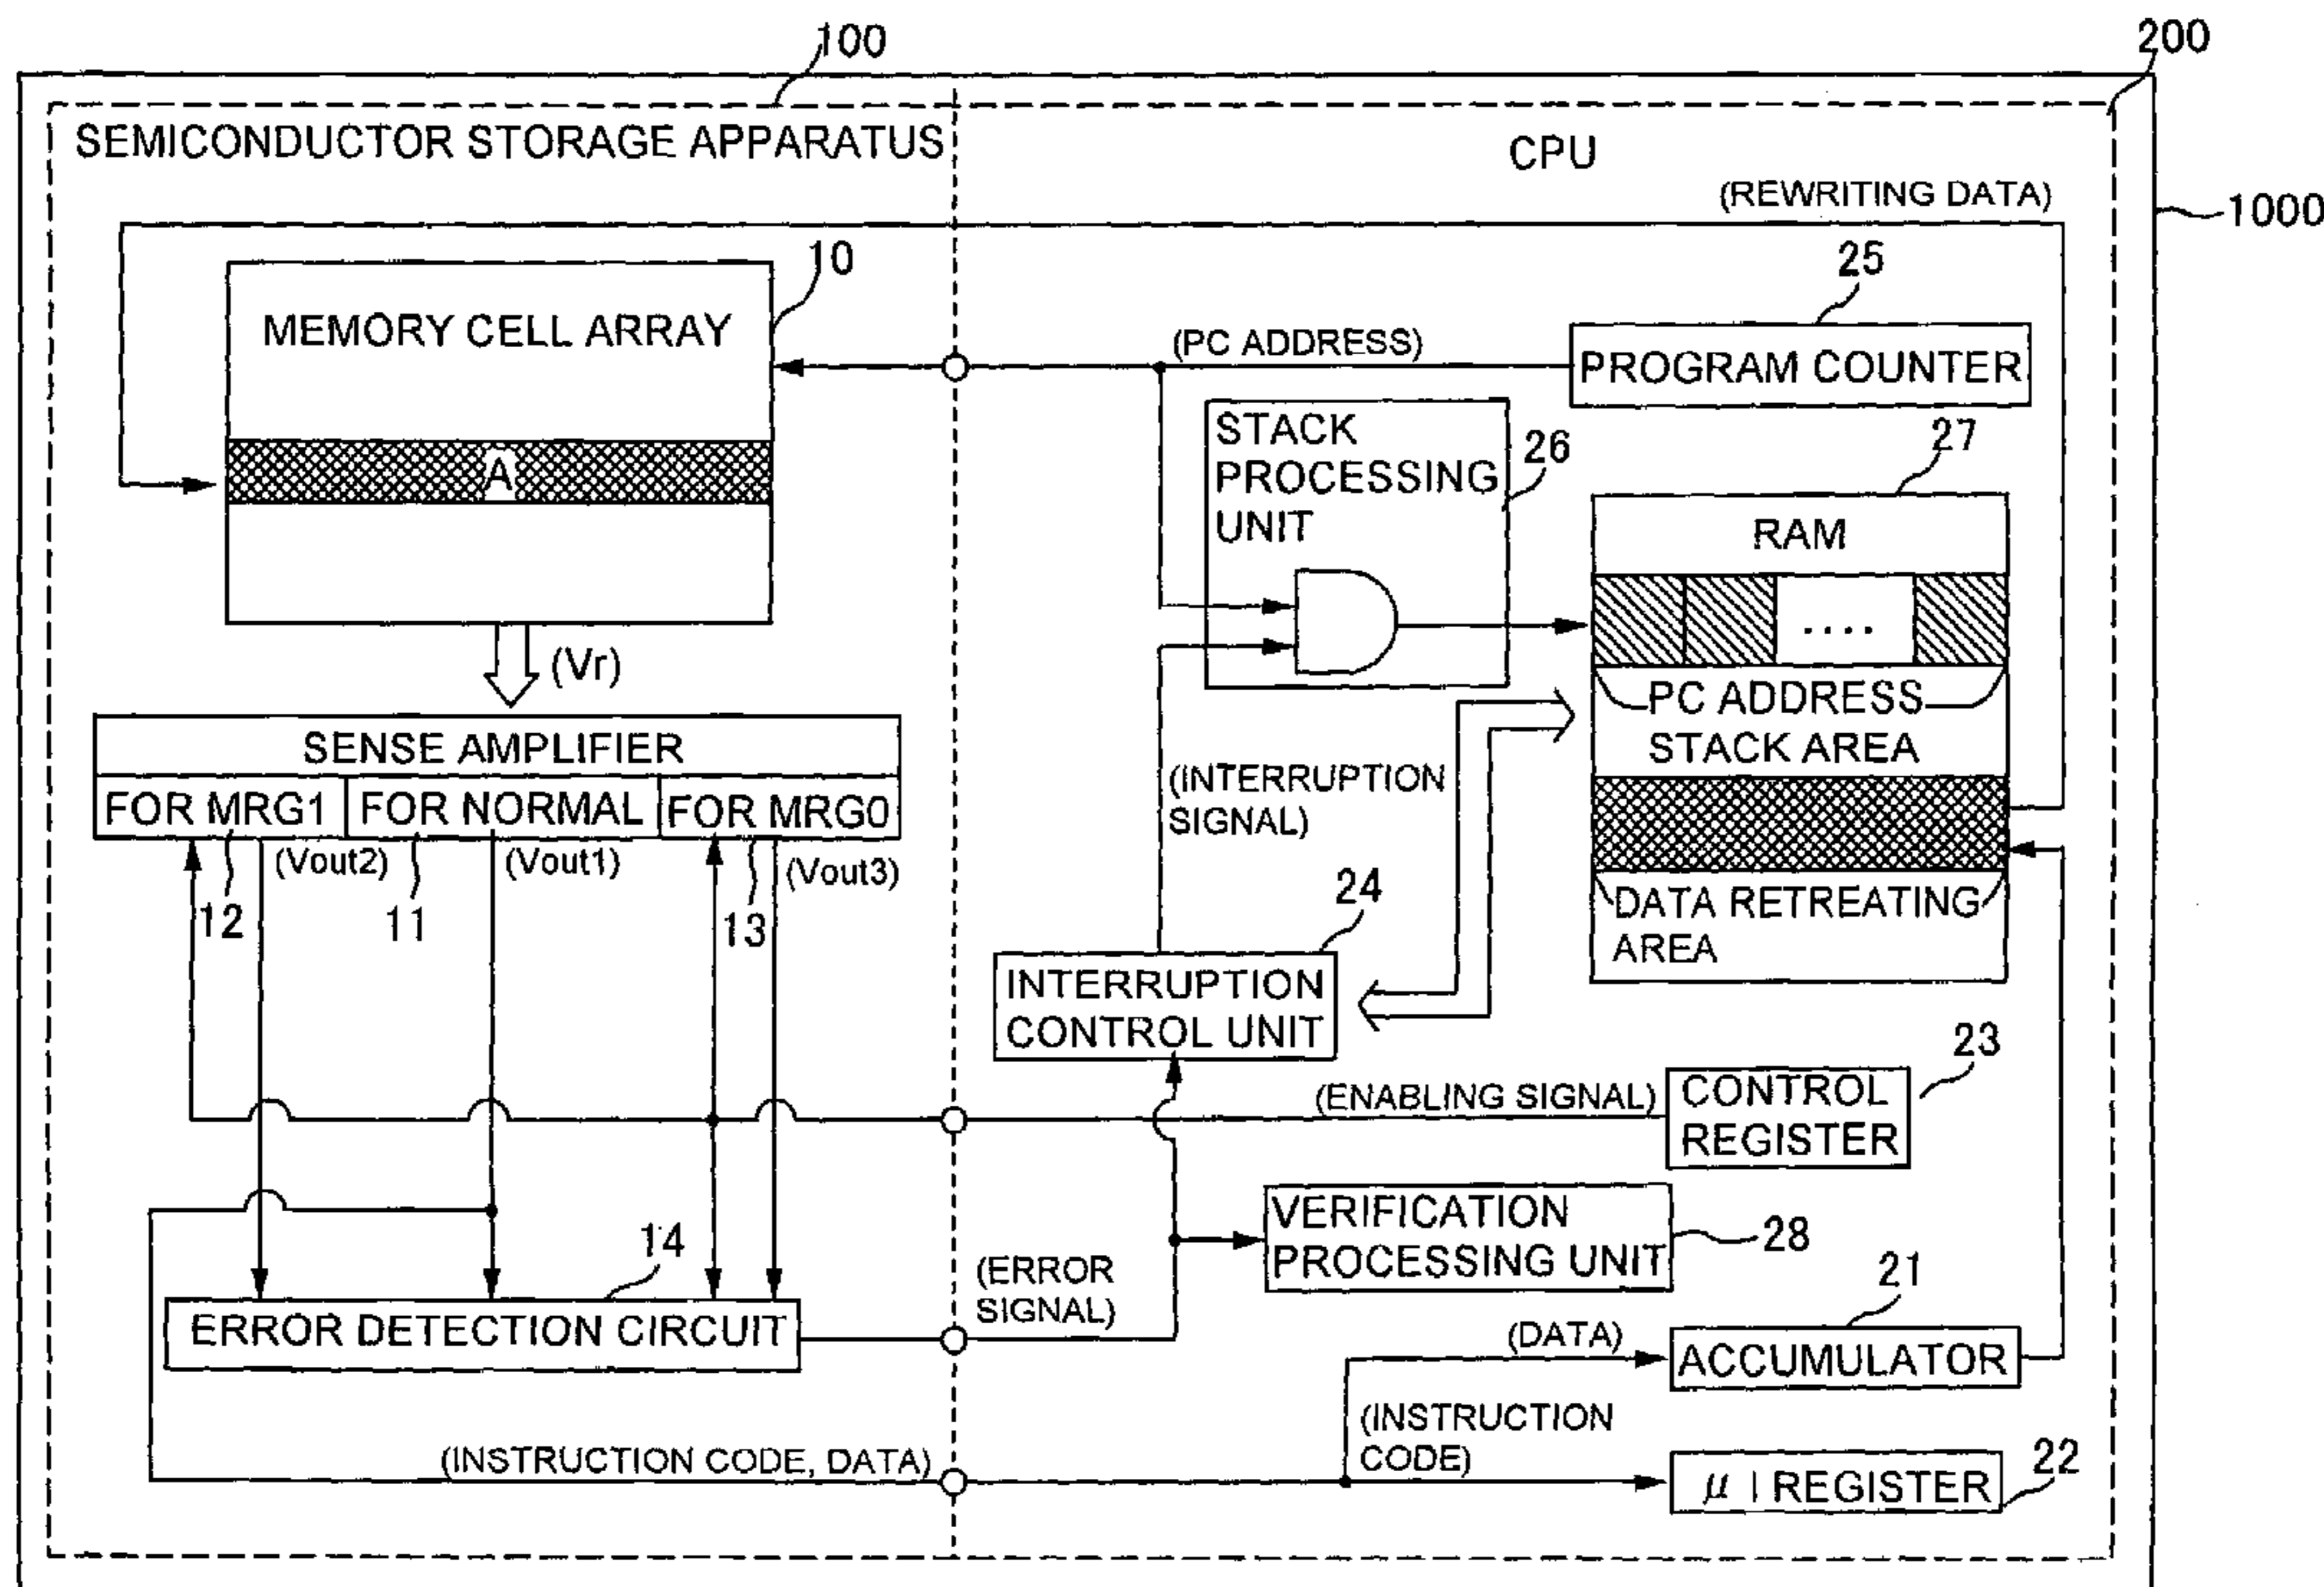 100
200
SEMICONDUCTOR STORAGE APPARATUS
CPU
(REWRITING DATA)
1000
10
25
MEMORY CELL ARRAY
(PC ADDRESS)
PROGRAM COUNTER
STACK
PROCESSING
UNIT
26
27
A
RAM
....
(Vr)
PC ADDRESS
STACK AREA
SENSE AMPLIFIER
FOR MRG1
FOR NORMAL
FOR MRG0
(INTERRUPTION
SIGNAL)
(Vout2)
(Vout1)
(Vout3)
12
11
13
24
DATA RETREATING
AREA
INTERRUPTION
CONTROL UNIT
23
(ENABLING SIGNAL)
CONTROL
REGISTER
VERIFICATION
PROCESSING UNIT
28
14
(ERROR
SIGNAL)
21
ERROR DETECTION CIRCUIT
(DATA)
ACCUMULATOR
(INSTRUCTION
CODE)
(INSTRUCTION CODE, DATA)
μ I REGISTER
22